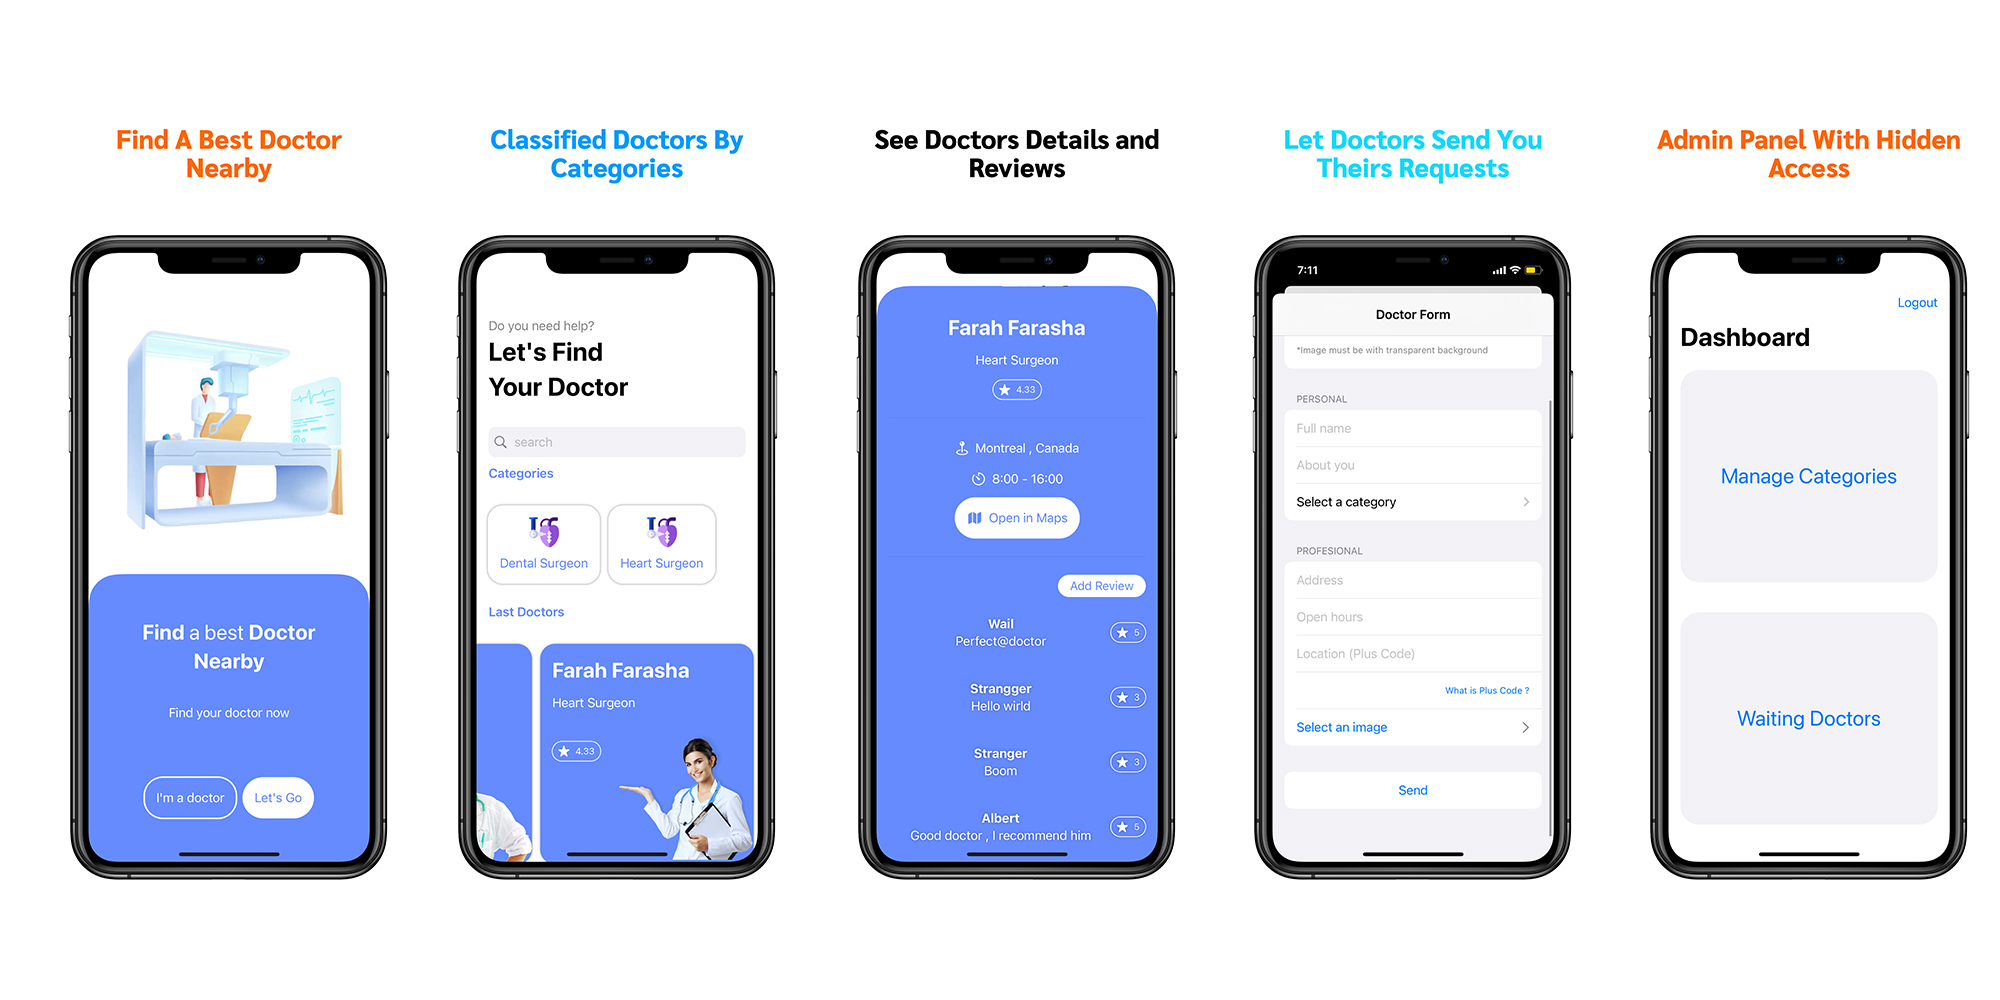 Find A Best Doctor
Nearby
Find a best Doctor
Nearby
Find your doctor now
I'm a doctor
Let's Go
Classified Doctors By
Categories
Do you need help?
Let's Find
Your Doctor
search
Categories
Dental Surgeon
Heart Surgeon
Last Doctors
Farah Farasha
Heart Surgeon
4.33
See Doctors Details and
Reviews
Farah Farasha
Heart Surgeon
4.33
Montreal , Canada
8:00 - 16:00
Open in Maps
Add Review
Wail
Perfect@doctor
5
Strangger
Hello wirld
3
Stranger
Boom
3
Albert
Good doctor , I recommend him
5
Let Doctors Send You
Theirs Requests
7:11
Doctor Form
*Image must be with transparent background
PERSONAL
Full name
About you
Select a category
PROFESIONAL
Address
Open hours
Location (Plus Code)
What is Plus Code ?
Select an image
Send
Admin Panel With Hidden
Access
Logout
Dashboard
Manage Categories
Waiting Doctors